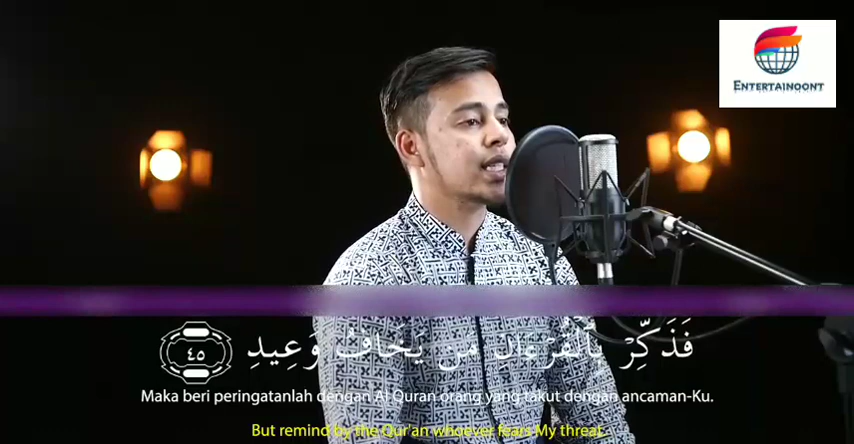 ENTERTAINOONT
فَذَكِّرْ بِالْقُرْءَانِ مَن يَخَافُ وَعِيدِ ٤٥
Maka beri peringatanlah dengan Al Quran orang yang takut dengan ancaman-Ku.
But remind by the Qur'an whoever fears My threat.